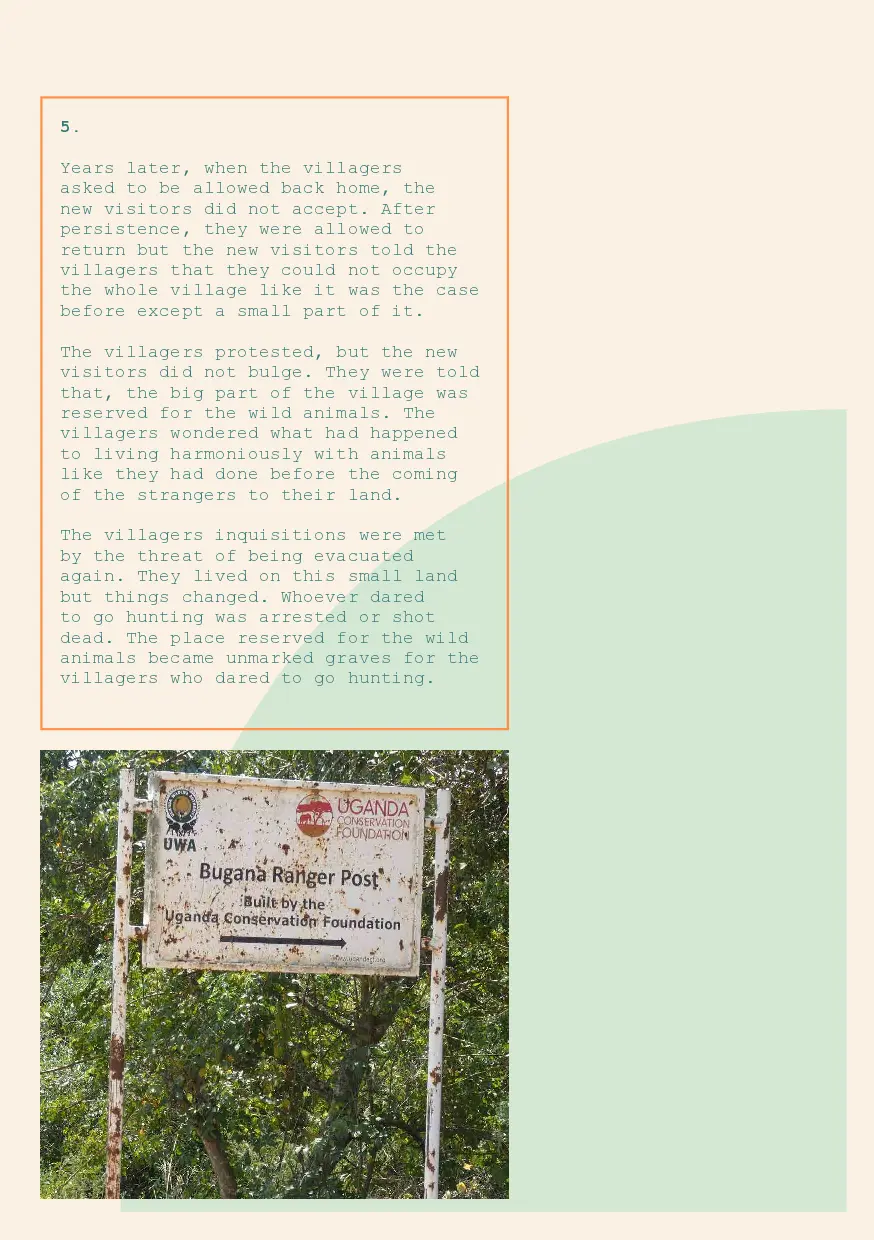 5.
Years later, when the villagers
asked to be allowed back home, the
new visitors did not accept. After
persistence, they were allowed to
return but the new visitors told the
villagers that they could not occupy
the whole village like it was the case
before except a small part of it.
The villagers protested, but the new
visitors did not bulge. They were told
that, the big part of the village was
reserved for the wild animals. The
villagers wondered what had happened
to living harmoniously with animals
like they had done before the coming
of the strangers to their land.
The villagers inquisitions were met
by the threat of being evacuated
again. They lived on this small land
but things changed. Whoever dared
to go hunting was arrested or shot
dead. The place reserved for the wild
animals became unmarked graves for the
villagers who dared to go hunting.
UWA
UGANDA
CONSERVATION
FOUNDATION
Bugana Ranger Post
Built by the
Uganda Conservation Foundation